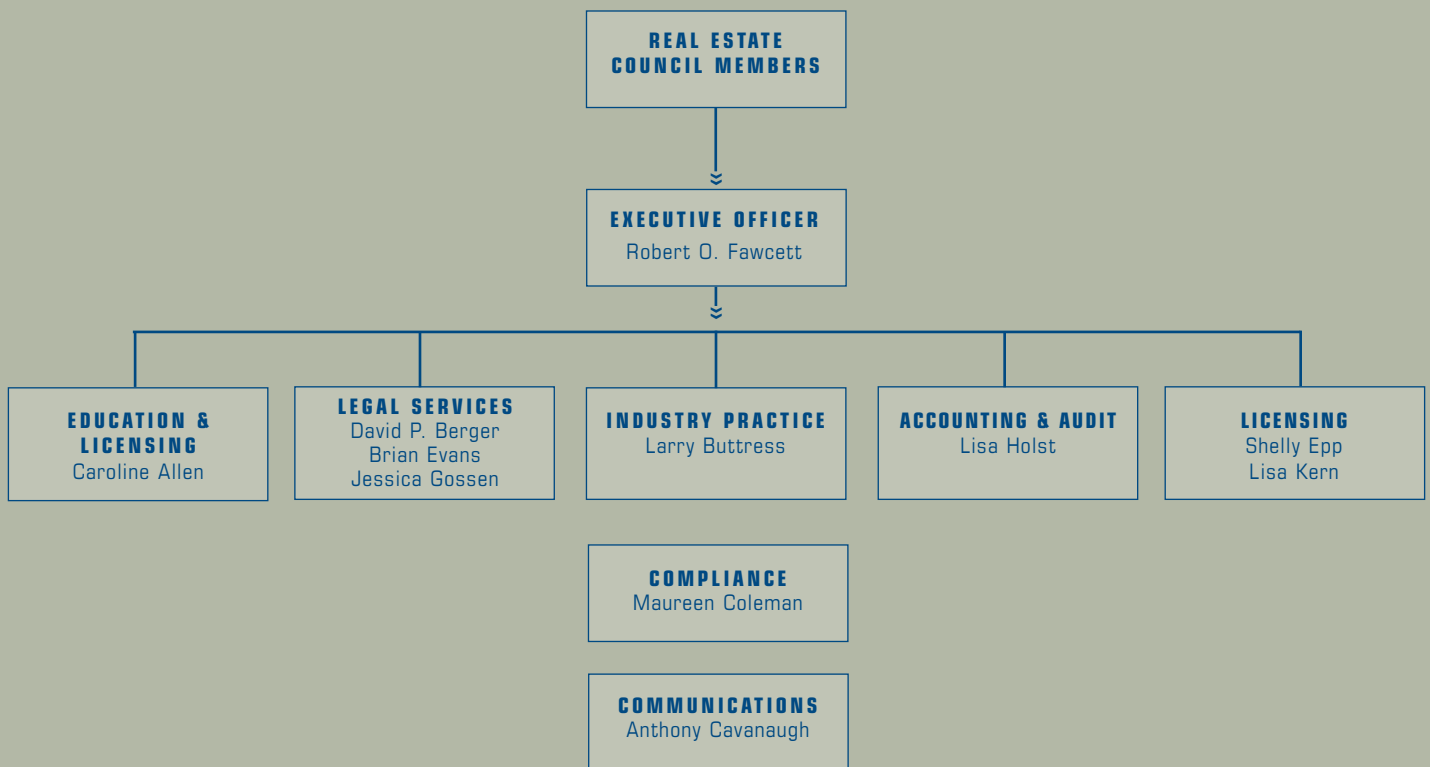 REAL ESTATE
COUNCIL MEMBERS
EXECUTIVE OFFICER
Robert O. Fawcett
EDUCATION &
LICENSING
Caroline Allen
LEGAL SERVICES
David P. Berger
Brian Evans
Jessica Gossen
INDUSTRY PRACTICE
Larry Buttress
ACCOUNTING & AUDIT
Lisa Holst
LICENSING
Shelly Epp
Lisa Kern
COMPLIANCE
Maureen Coleman
COMMUNICATIONS
Anthony Cavanaugh